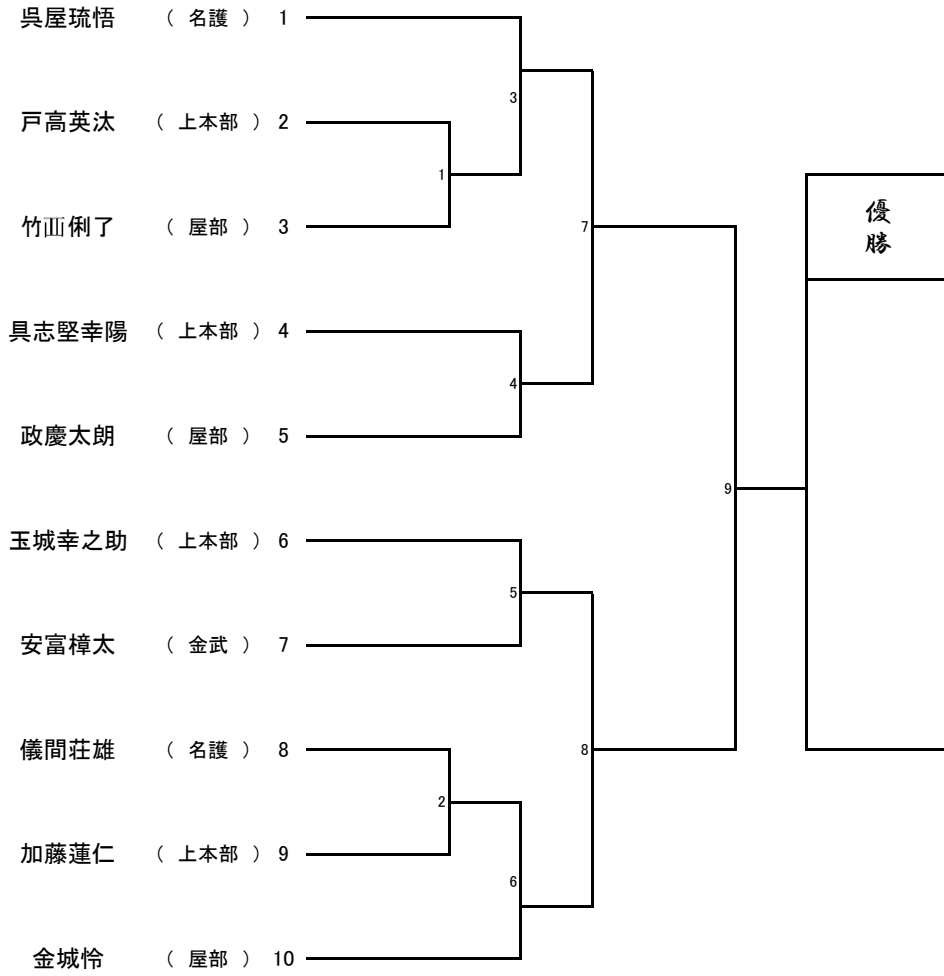 呉屋琉悟 （ 名護 ） 1
3
戸高英汰 （ 上本部 ） 2
1
竹皕俐了 （ 屋部 ） 3
7
優
勝
具志堅幸陽 （ 上本部 ） 4
4
政慶太朗 （ 屋部 ） 5
9
玉城幸之助 （ 上本部 ） 6
5
安富樟太 （ 金武 ） 7
儀間荘雄 （ 名護 ） 8
8
2
加藤蓮仁 （ 上本部 ） 9
6
金城怜 （ 屋部 ） 10